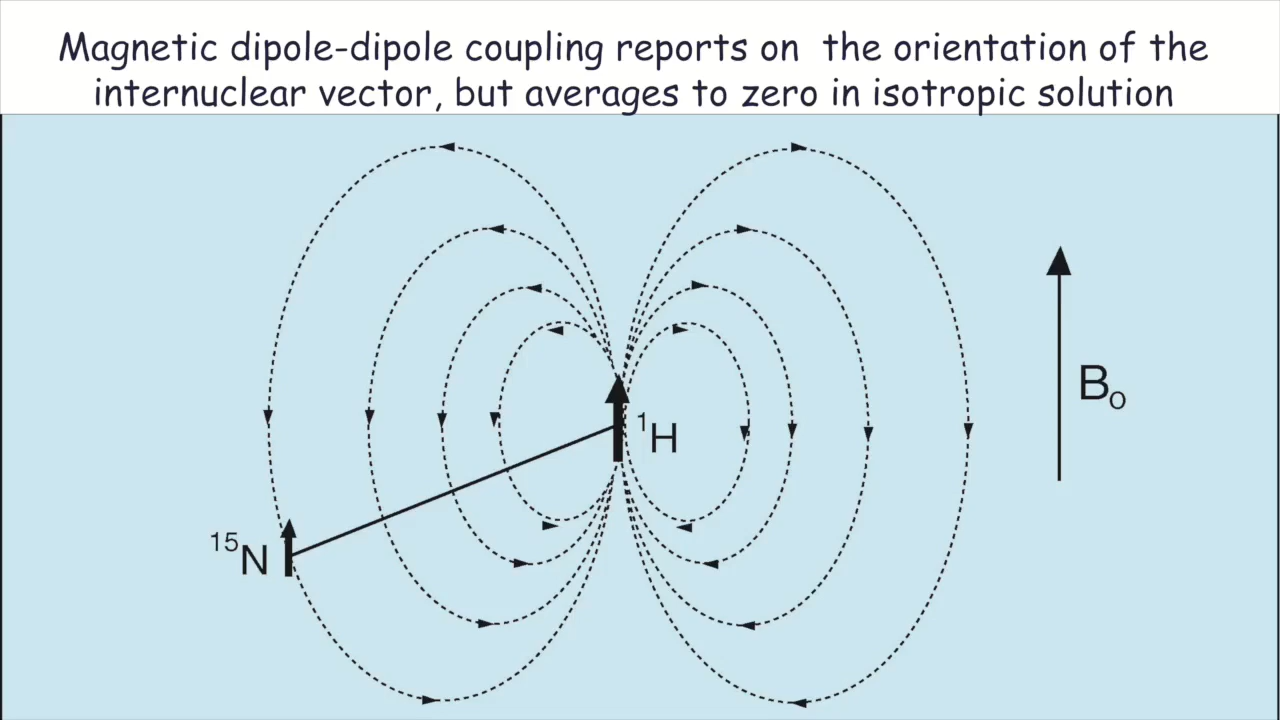 Magnetic dipole-dipole coupling reports on the orientation of the
internuclear vector, but averages to zero in isotropic solution
¹H
B₀
¹⁵N